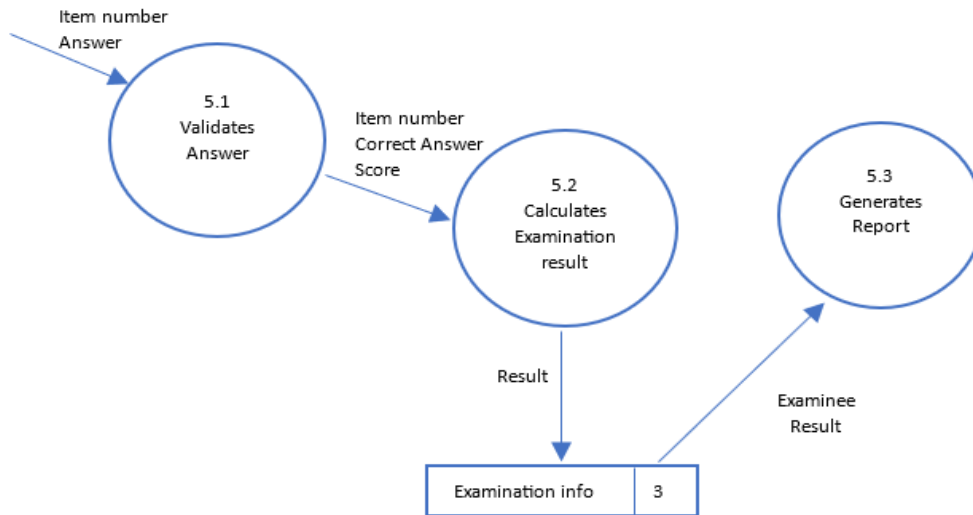 Item number
Answer
5.1
Validates
Answer
Item number
Correct Answer
Score
5.2
Calculates
Examination
result
5.3
Generates
Report
Result
Examinee
Result
Examination info
3